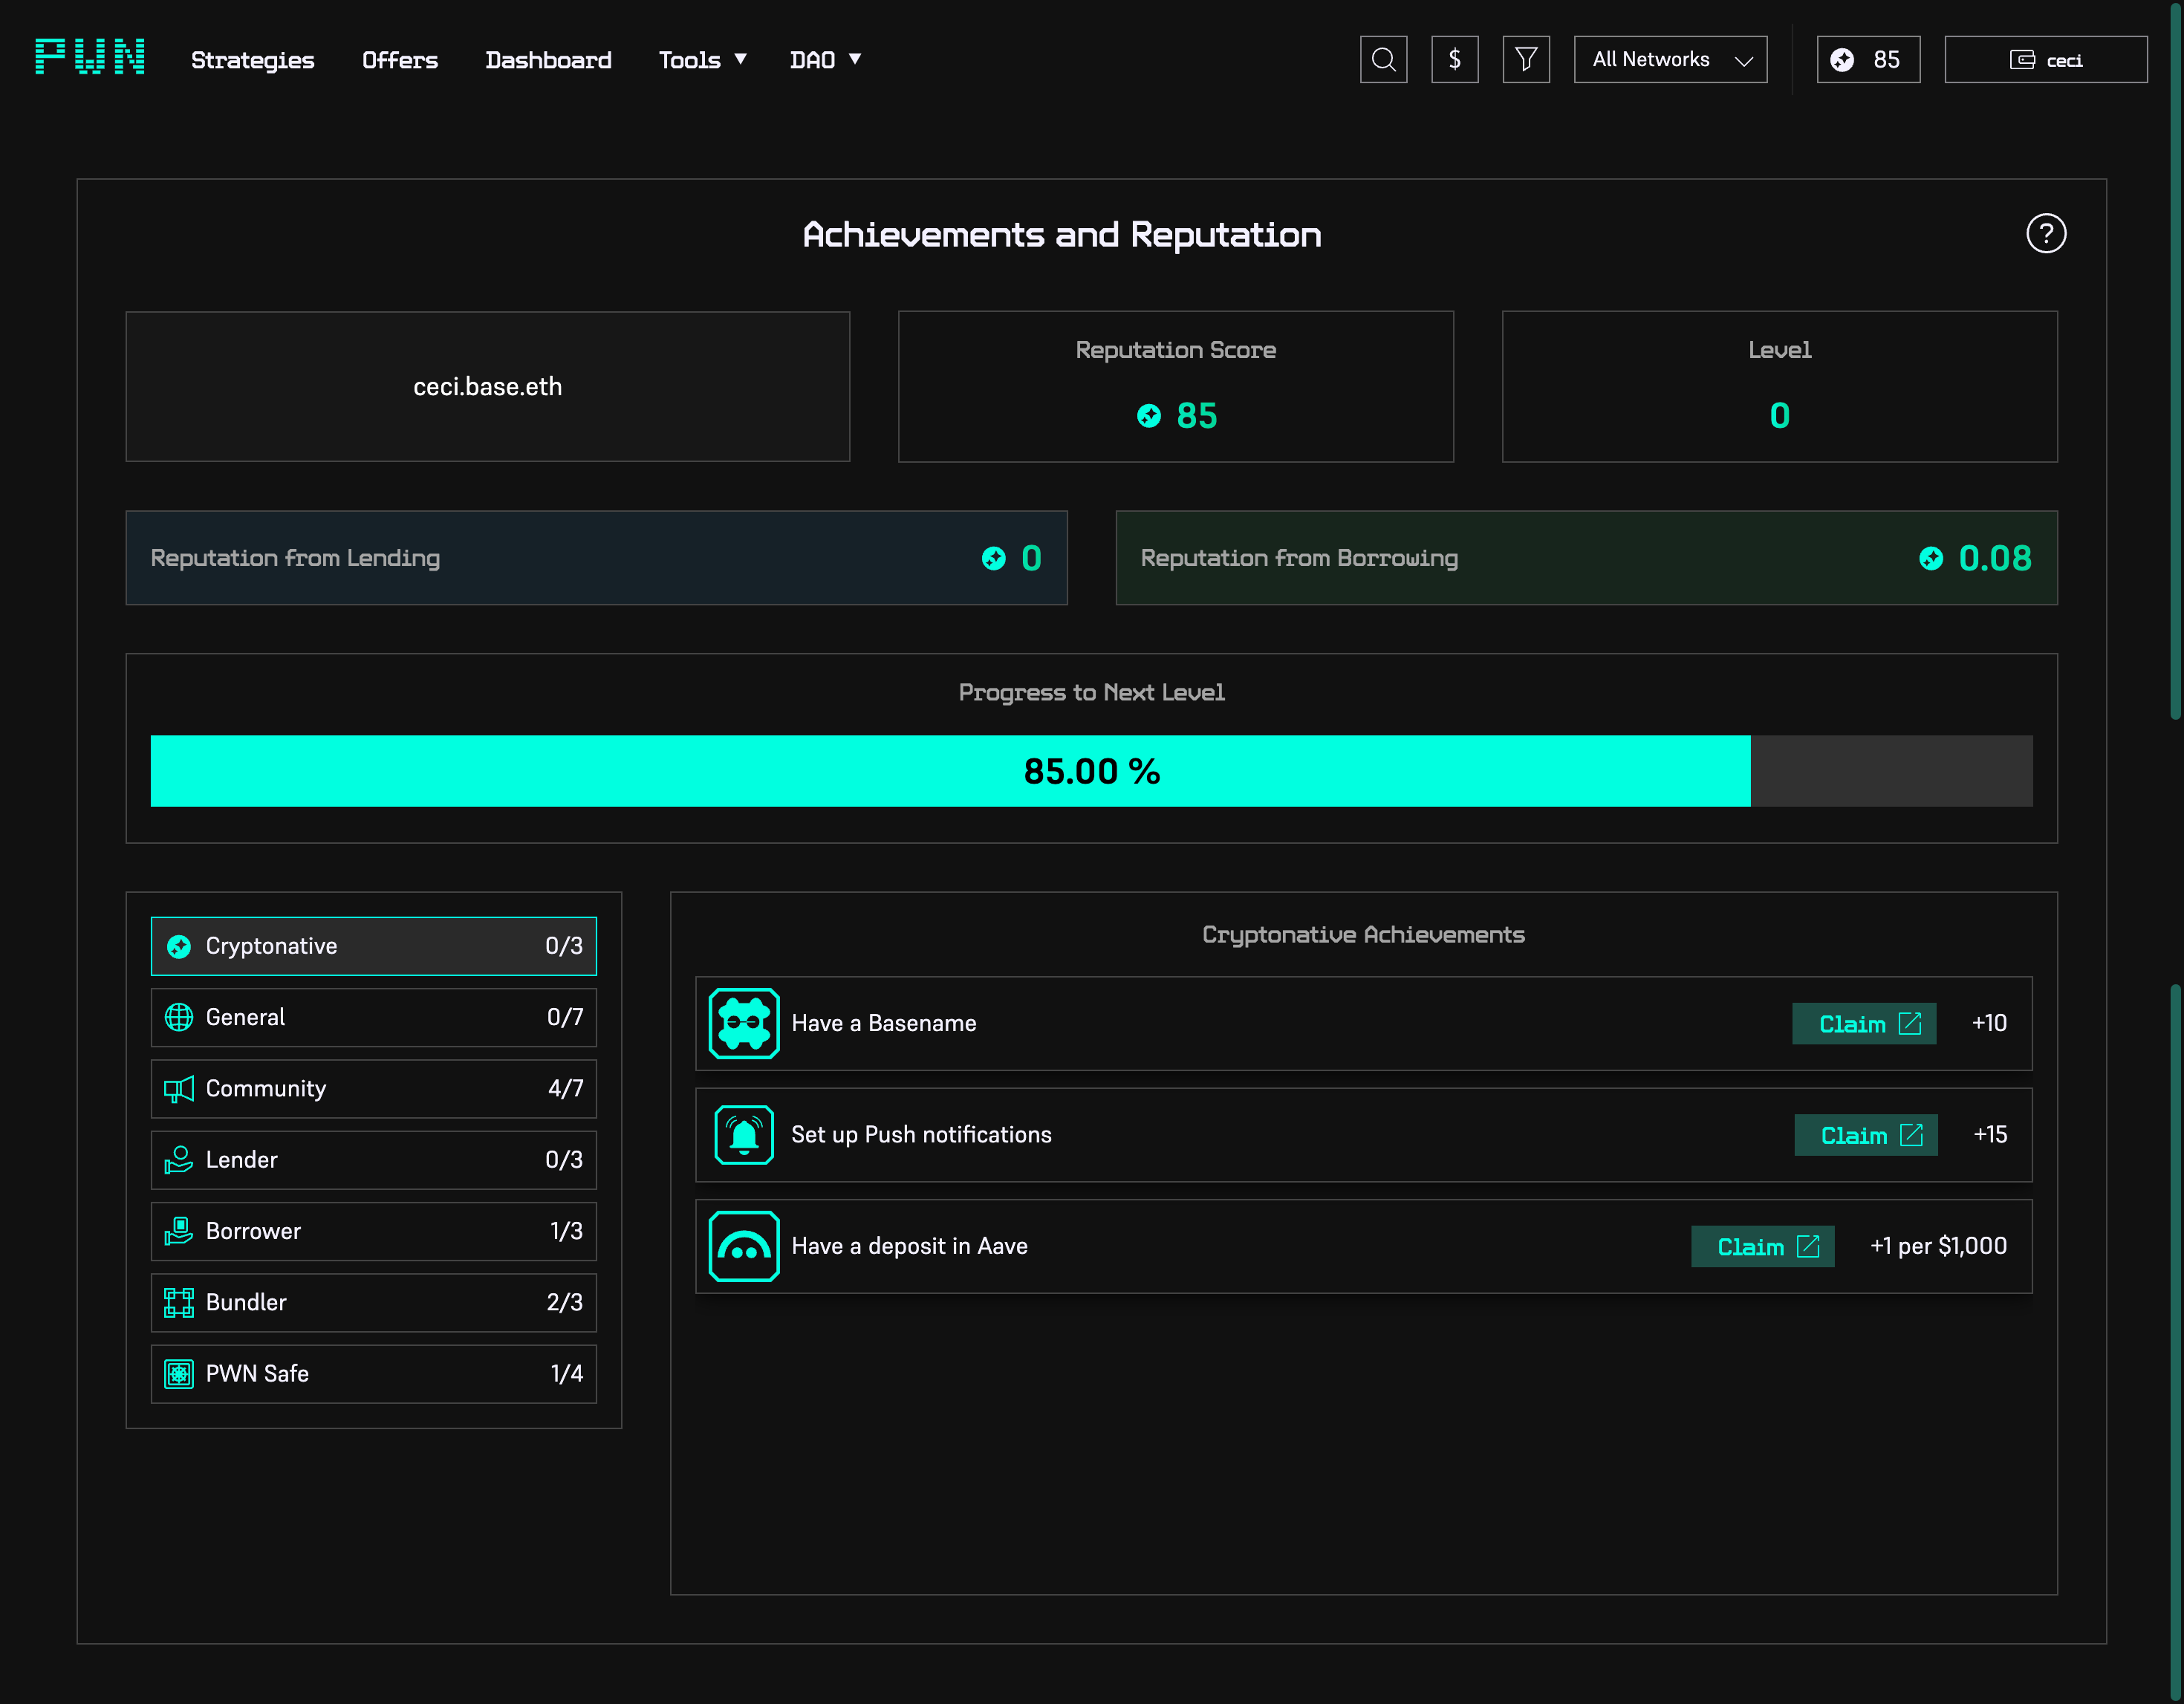 PWN Strategies Offers Dashboard Tools DAO $ All Networks 85 ceci
Achievements and Reputation ?
ceci.base.eth
Reputation Score
85
Level
0
Reputation from Lending 0
Reputation from Borrowing 0.08
Progress to Next Level
85.00 %
Cryptonative 0/3
General 0/7
Community 4/7
Lender 0/3
Borrower 1/3
Bundler 2/3
PWN Safe 1/4
Cryptonative Achievements
Have a Basename Claim +10
Set up Push notifications Claim +15
Have a deposit in Aave Claim +1 per $1,000